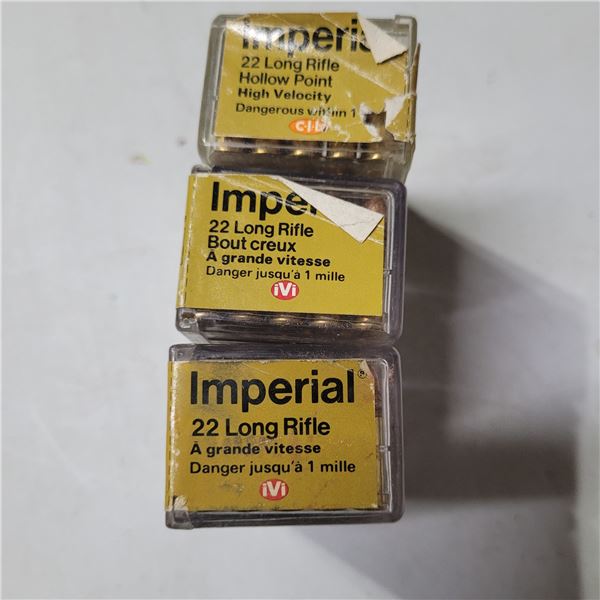 Imperial
22 Long Rifle
Hollow Point
High Velocity
Dangerous within 1
C-I-L
Imper
22 Long Rifle
Bout creux
À grande vitesse
Danger jusqu'à 1 mille
iVi
Imperial®
22 Long Rifle
À grande vitesse
Danger jusqu'à 1 mille
iVi